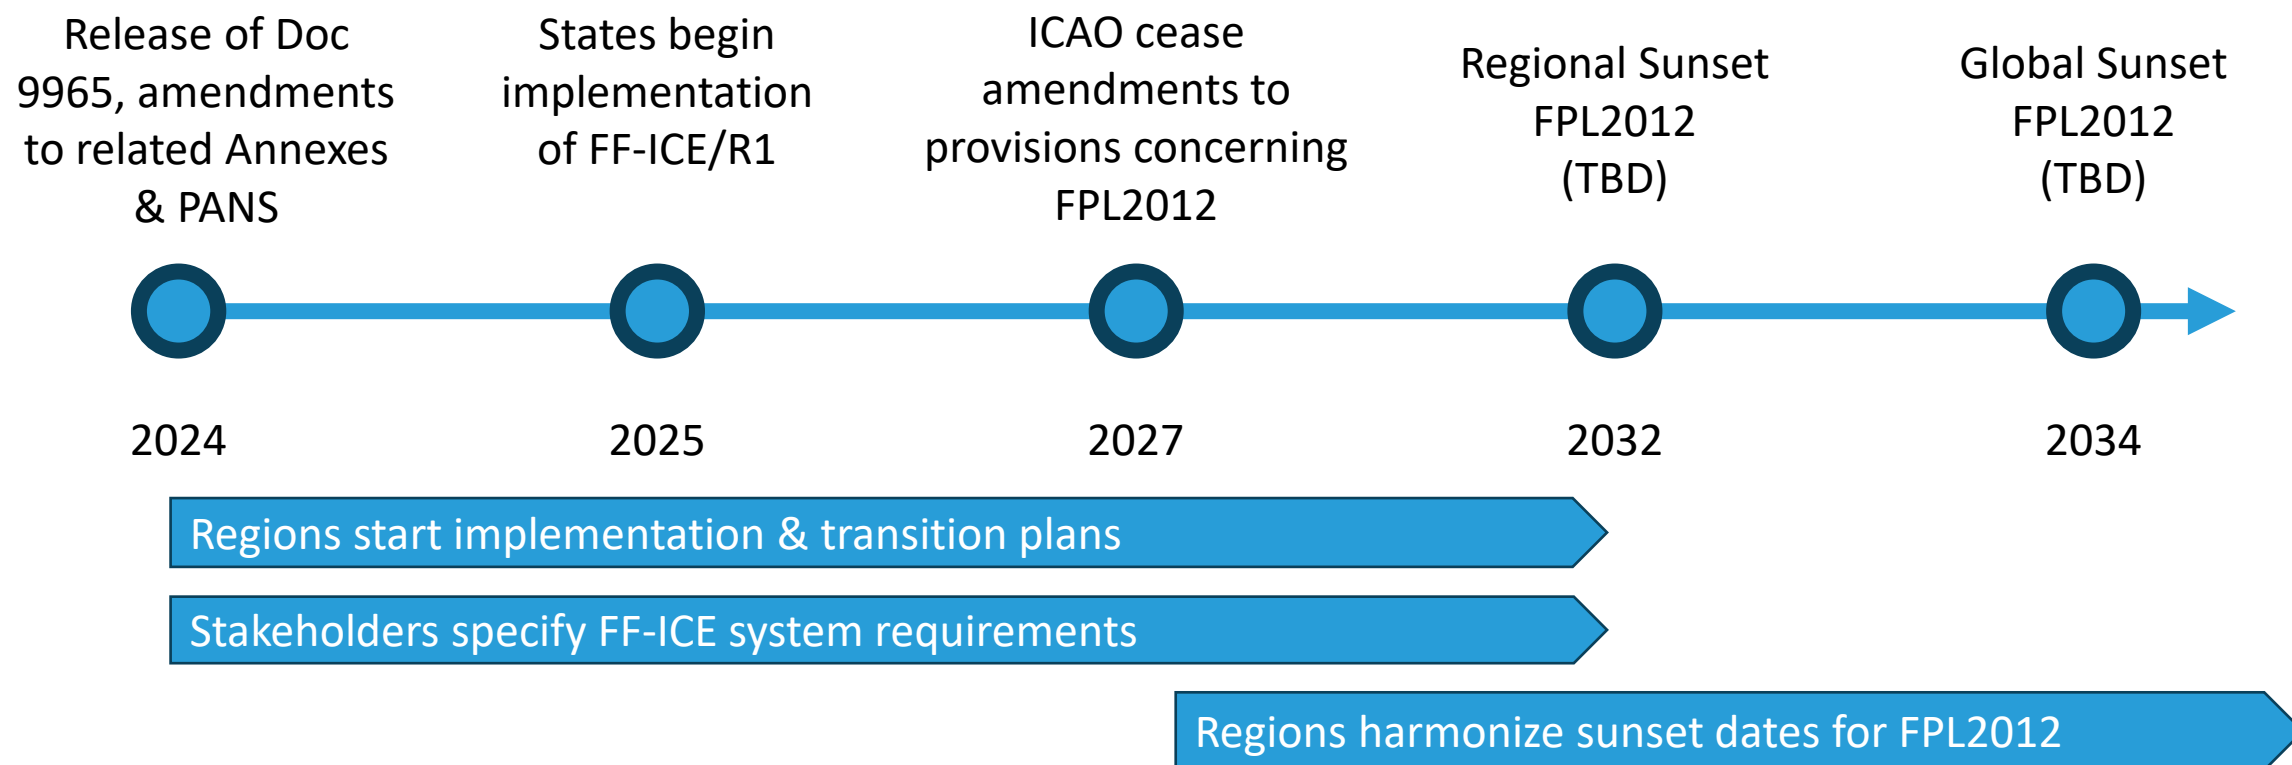 Release of Doc
9965, amendments
to related Annexes
& PANS
States begin
implementation
of FF-ICE/R1
ICAO cease
amendments to
provisions concerning
FPL2012
Regional Sunset
FPL2012
(TBD)
Global Sunset
FPL2012
(TBD)
2024
2025
2027
2032
2034
Regions start implementation & transition plans
Stakeholders specify FF-ICE system requirements
Regions harmonize sunset dates for FPL2012